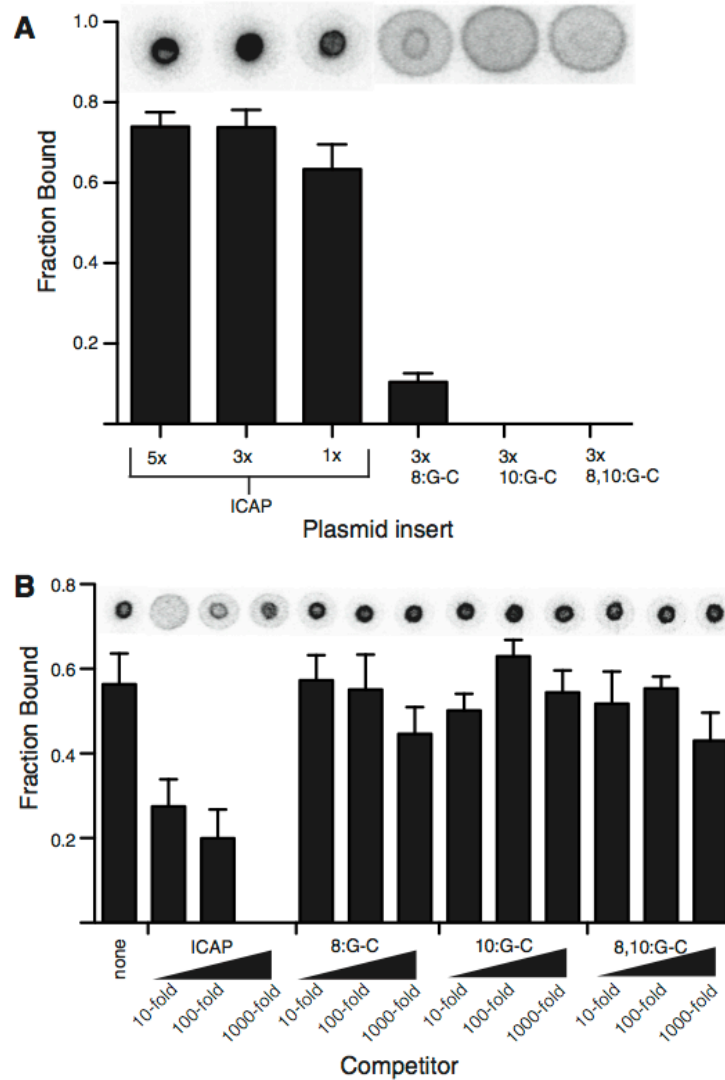 A
1.0
0.8
0.6
0.4
0.2
Fraction Bound
5x 3x 1x 3x 3x 3x
8:G-C 10:G-C 8,10:G-C
ICAP
Plasmid insert
B
0.8
0.6
0.4
0.2
Fraction Bound
none ICAP 8:G-C 10:G-C 8,10:G-C
10-fold 100-fold 1000-fold 10-fold 100-fold 1000-fold 10-fold 100-fold 1000-fold 10-fold 100-fold 1000-fold
Competitor